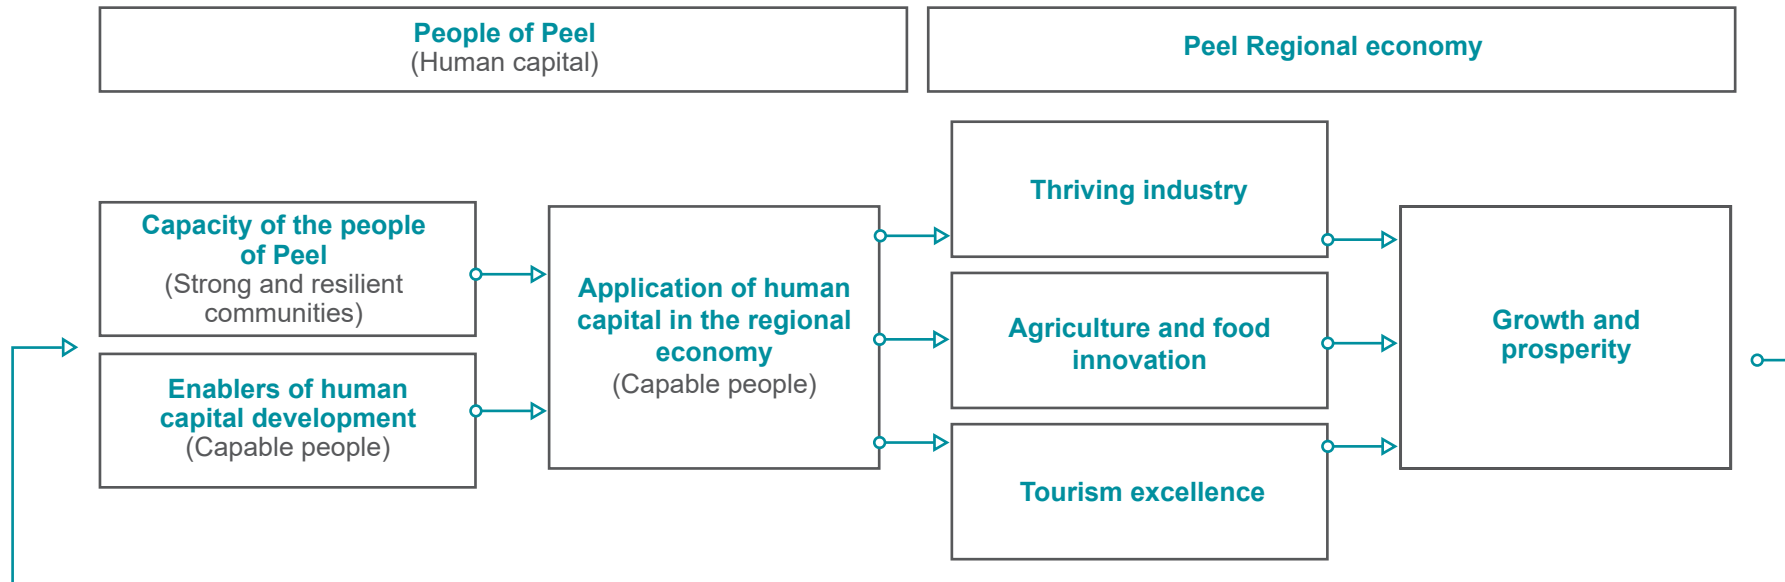 People of Peel
(Human capital)
Peel Regional economy
Capacity of the people
of Peel
(Strong and resilient
communities)
Enablers of human
capital development
(Capable people)
Application of human
capital in the regional
economy
(Capable people)
Thriving industry
Agriculture and food
innovation
Tourism excellence
Growth and
prosperity